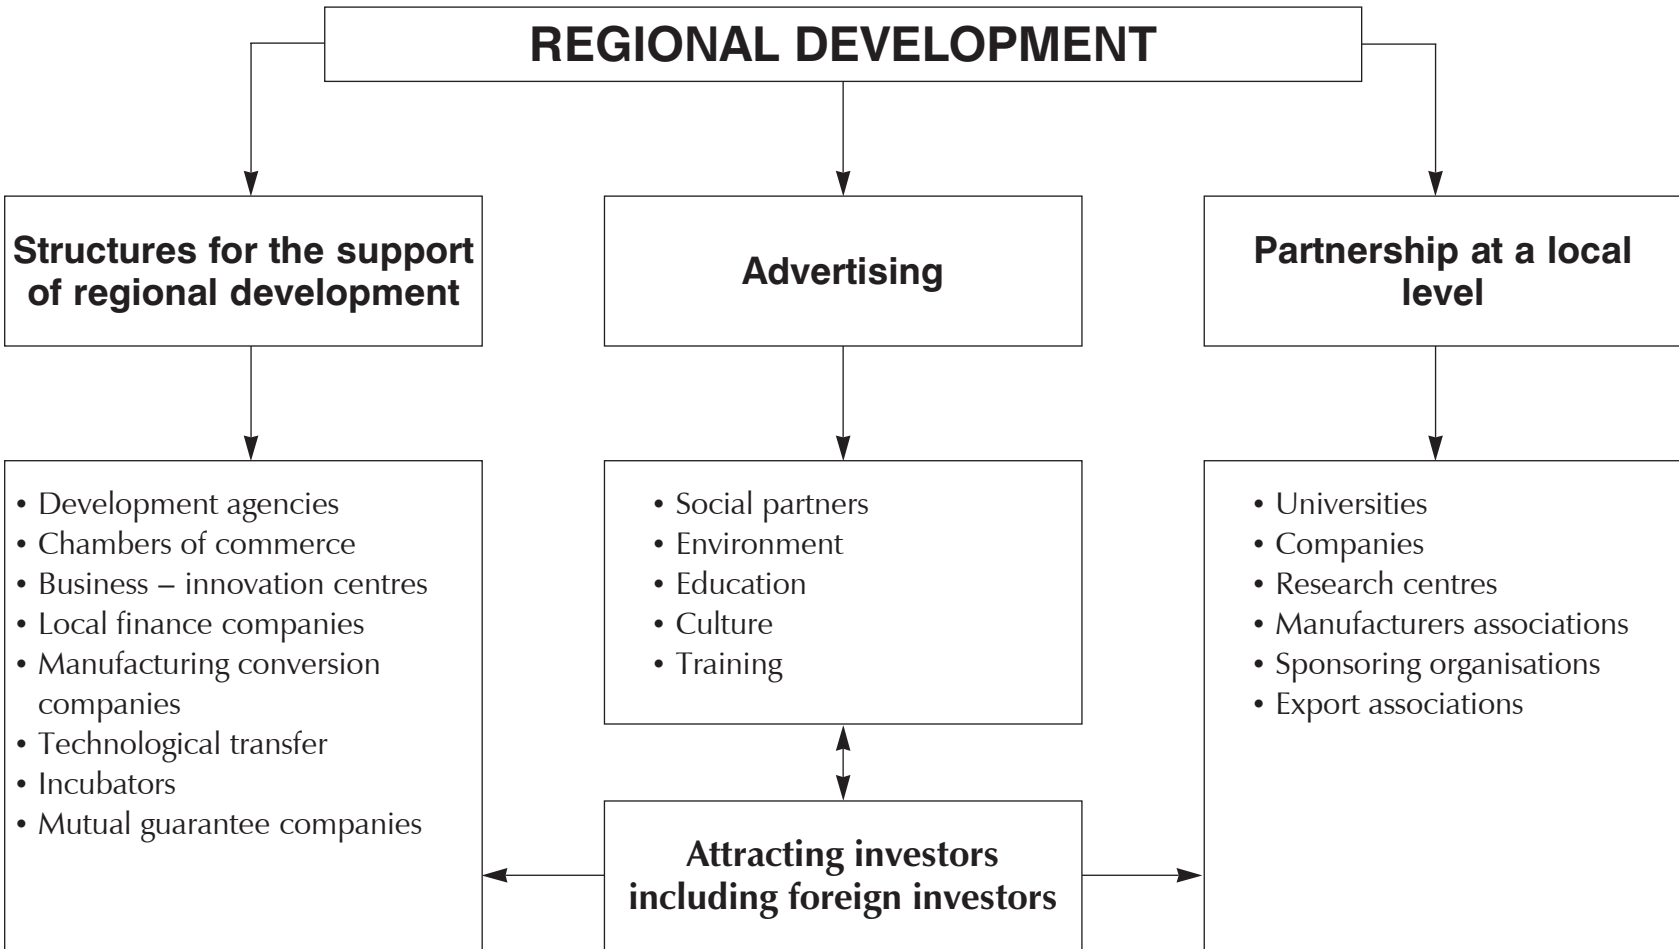 REGIONAL DEVELOPMENT
Structures for the support
of regional development
Advertising
Partnership at a local
level
• Development agencies
• Chambers of commerce
• Business – innovation centres
• Local finance companies
• Manufacturing conversion
companies
• Technological transfer
• Incubators
• Mutual guarantee companies
• Social partners
• Environment
• Education
• Culture
• Training
• Universities
• Companies
• Research centres
• Manufacturers associations
• Sponsoring organisations
• Export associations
Attracting investors
including foreign investors